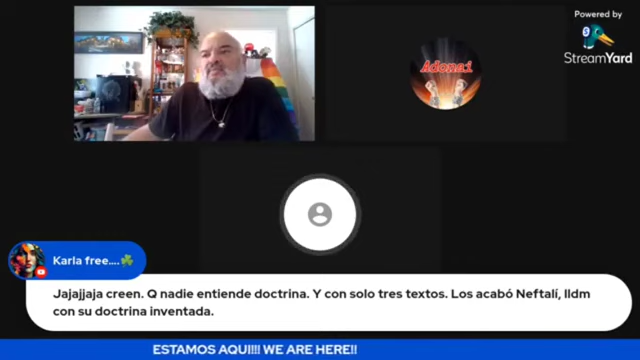 Powered by
StreamYard
Adonai
Karla free....☘️
Jajajjaja creen. Q nadie entiende doctrina. Y con solo tres textos. Los acabó Neftalí, lldm
con su doctrina inventada.
ESTAMOS AQUI!!! WE ARE HERE!!